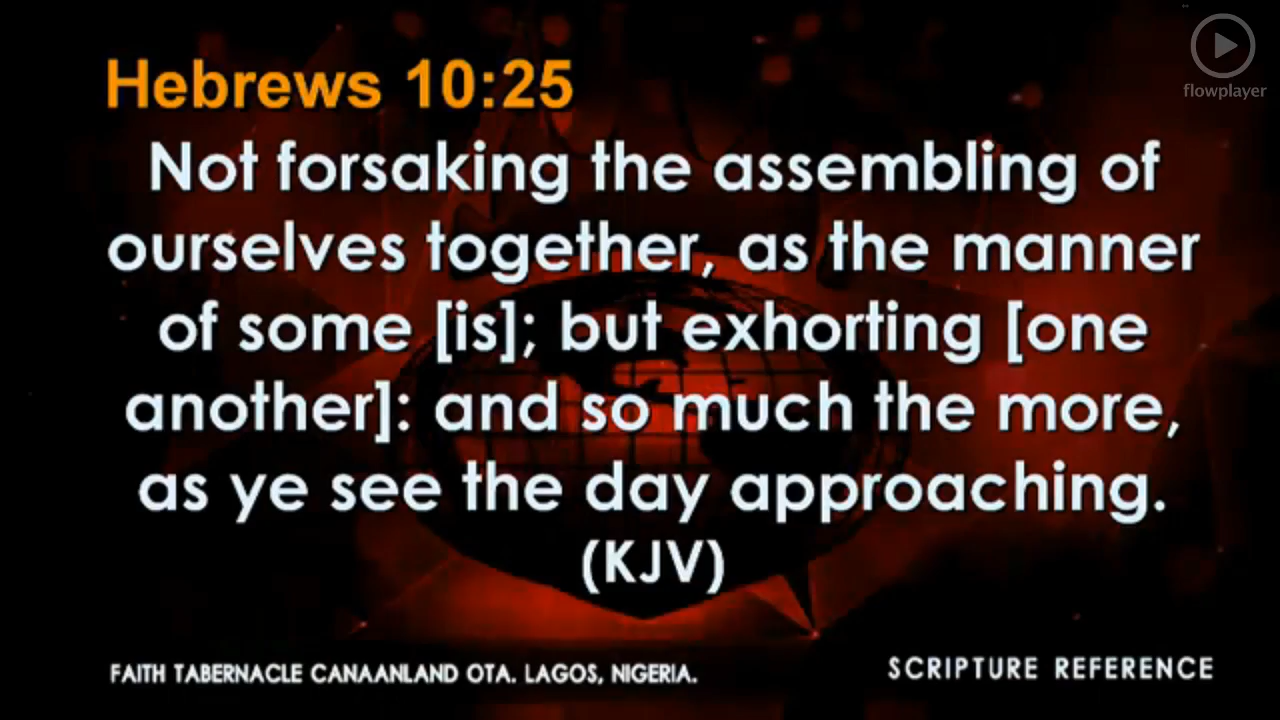 flowplayer
Hebrews 10:25
Not forsaking the assembling of
ourselves together, as the manner
of some [is]; but exhorting [one
another]: and so much the more,
as ye see the day approaching.
(KJV)
FAITH TABERNACLE CANAANLAND OTA. LAGOS, NIGERIA.
SCRIPTURE REFERENCE